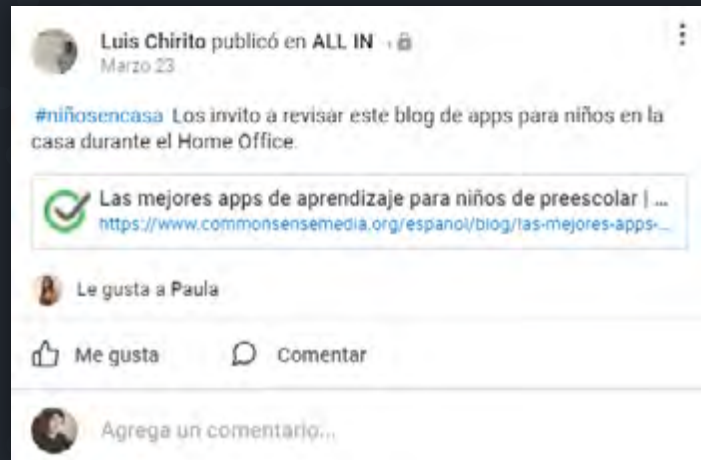 Luis Chirito publicó en ALL IN
Marzo 23
#niñosencasa Los invito a revisar este blog de apps para niños en la
casa durante el Home Office.
Las mejores apps de aprendizaje para niños de preescolar | ...
https://www.commonsensemedia.org/espanol/blog/las-mejores-apps-...
Le gusta a Paula
Me gusta
Comentar
Agrega un comentario...